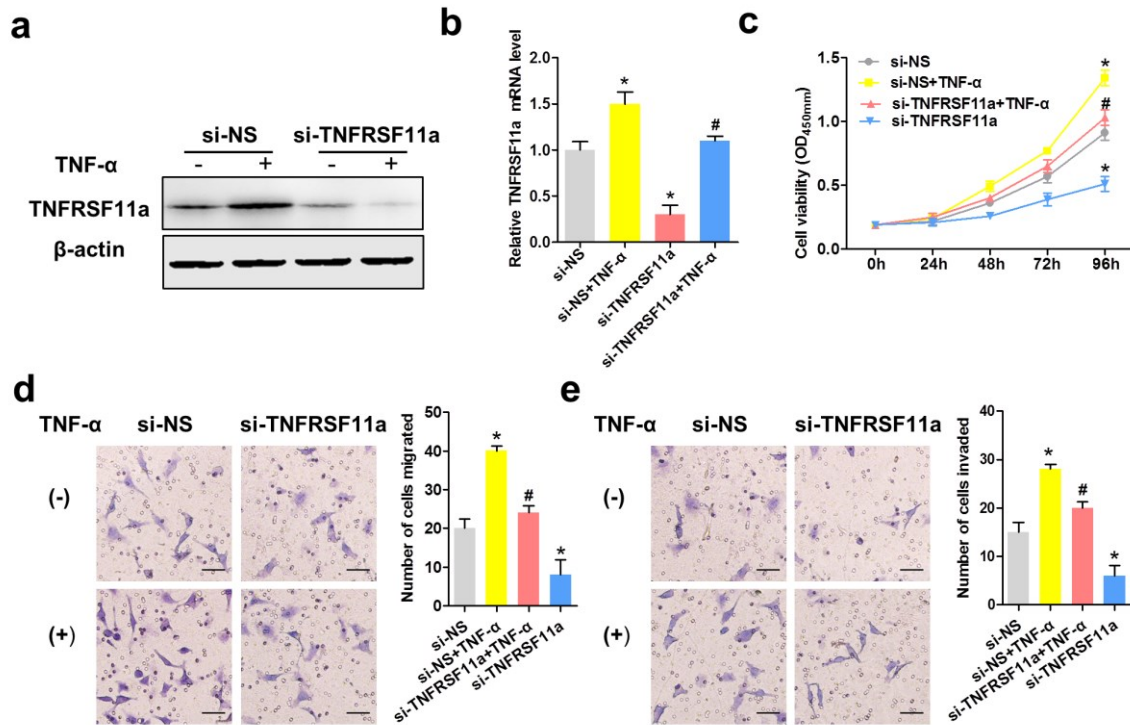 a
si-NS si-TNFRSF11a
TNF-α - + - +
TNFRSF11a
β-actin
b
Relative TNFRSF11a mRNA level
2.0
1.5
1.0
0.5
0.0
*
*
#
si-NS
si-NS+TNF-α
si-TNFRSF11a
si-TNFRSF11a+TNF-α
c
Cell viability (OD450mm)
1.5
1.0
0.5
0.0
si-NS
si-NS+TNF-α
si-TNFRSF11a+TNF-α
si-TNFRSF11a
*
#
*
0h 24h 48h 72h 96h
d
TNF-α si-NS si-TNFRSF11a
(-)
(+)
Number of cells migrated
50
40
30
20
10
0
*
#
*
si-NS
si-NS+TNF-α
si-TNFRSF11a+TNF-α
si-TNFRSF11a
e
TNF-α si-NS si-TNFRSF11a
(-)
(+)
Number of cells invaded
40
30
20
10
0
*
#
*
si-NS
si-NS+TNF-α
si-TNFRSF11a+TNF-α
si-TNFRSF11a